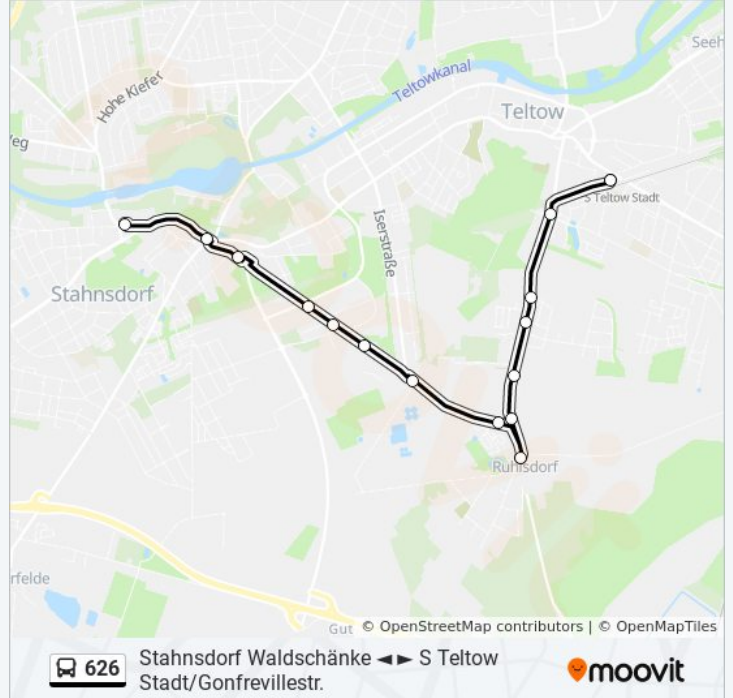 Seeh
Hohe Kiefer
Teltowkanal
Teltow
eg
S Teltow Stadt
Iserstraße
Stahnsdorf
Ruhlsdorf
rfelde
Gut
© OpenStreetMap contributors | © OpenMapTiles
626
Stahnsdorf Waldschänke ◄► S Teltow
Stadt/Gonfrevillestr.
moovit